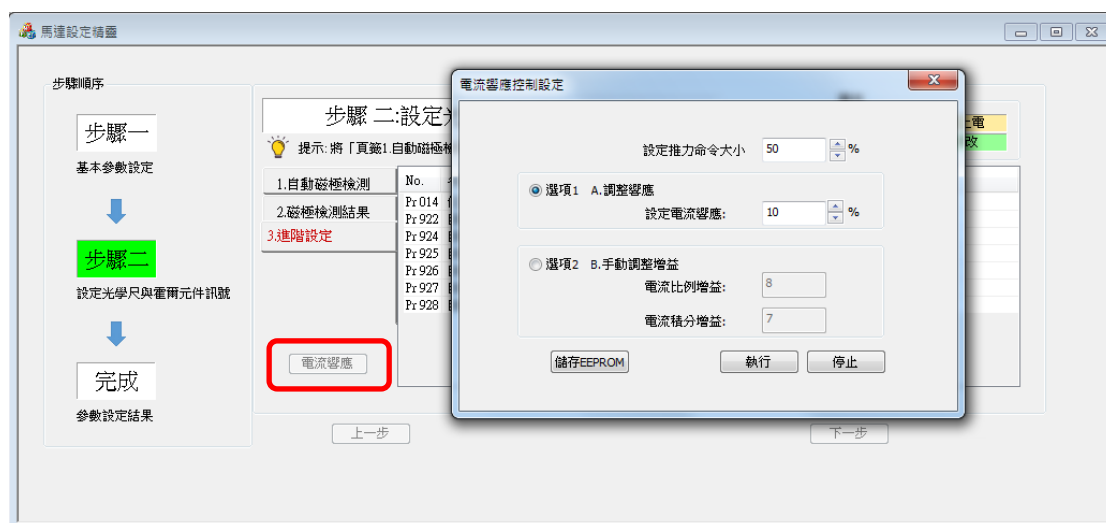 馬達設定精靈
步驟順序
步驟一
基本參數設定
步驟二
設定光學尺與霍爾元件訊號
完成
參數設定結果
步驟 二:設定
提示: 將「頁籤1.自動磁極
1.自動磁極檢測
2.磁極檢測結果
3.進階設定
No.
Pr 014
Pr 922
Pr 924
Pr 925
Pr 926
Pr 927
Pr 928
電流響應
上一步
下一步
上電
改
電流響應控制設定
設定推力命令大小 50 %
選項1 A.調整響應
設定電流響應: 10 %
選項2 B.手動調整增益
電流比例增益: 8
電流積分增益: 7
儲存EEPROM 執行 停止